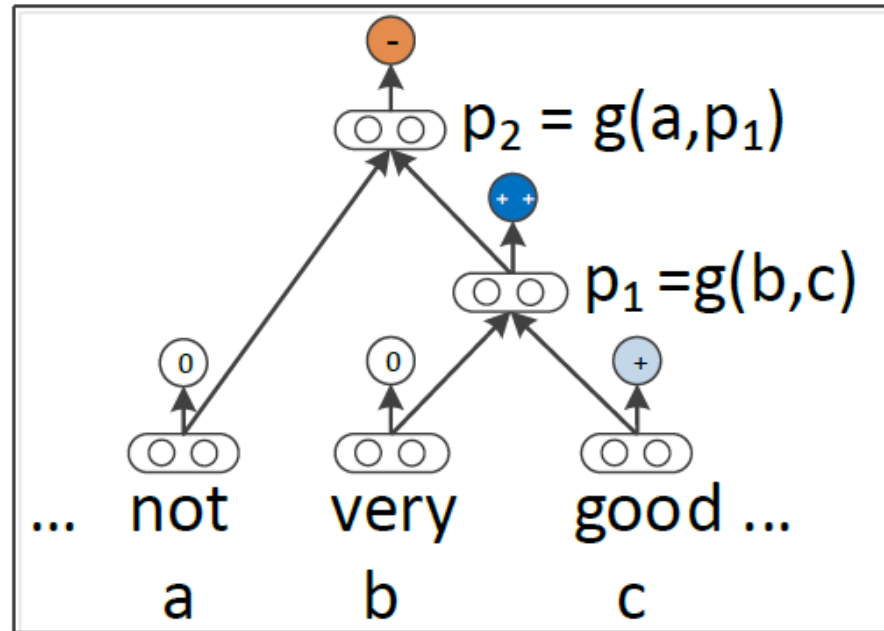 -
p₂ = g(a,p₁)
+ +
p₁ =g(b,c)
0 0 +
... not very good ...
a b c